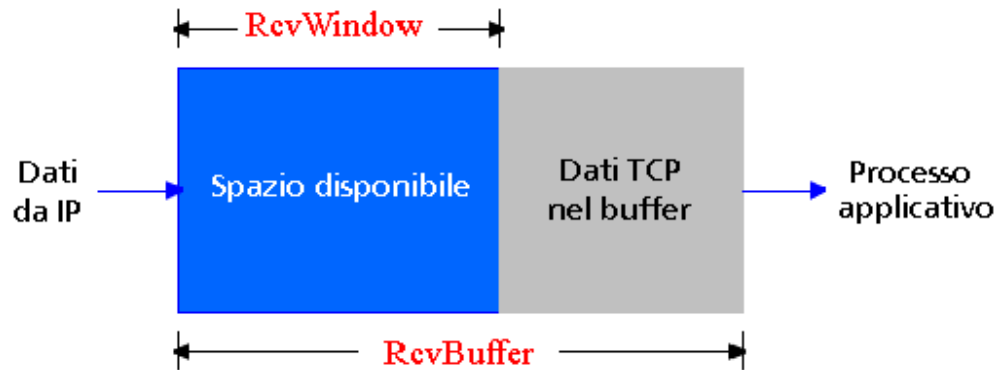 RcvWindow
Dati
da IP
Spazio disponibile
Dati TCP
nel buffer
Processo
applicativo
RcvBuffer